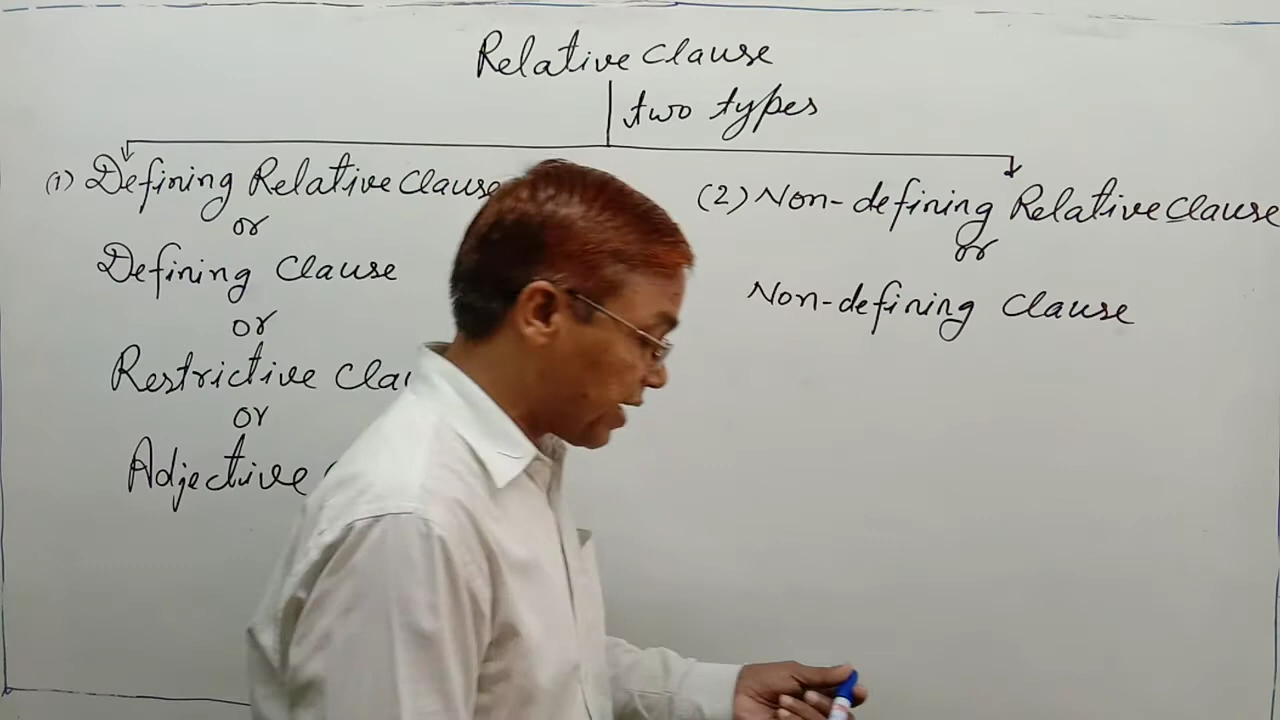 Relative Clause
two types
(1) Defining Relative Clause
or
Defining Clause
or
Restrictive
or
Adjective
(2) Non-defining Relative Clause
or
Non-defining Clause